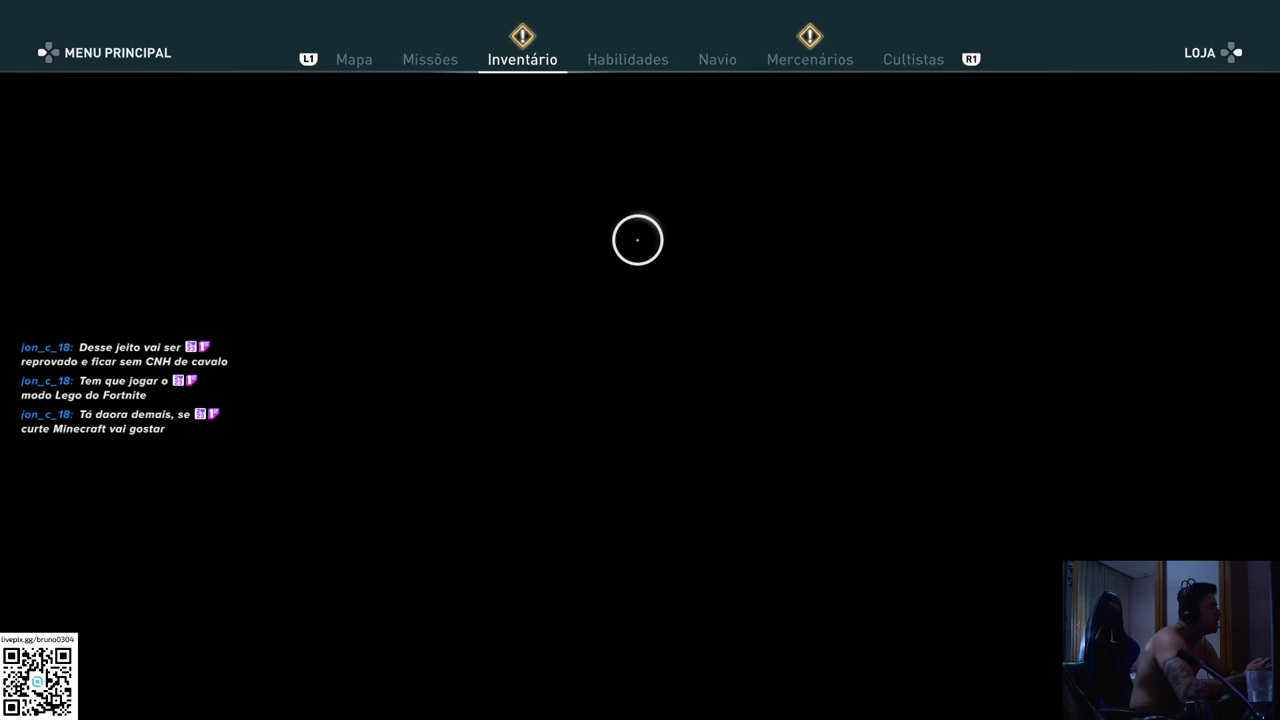 MENU PRINCIPAL
L1 Mapa Missões Inventário Habilidades Navio Mercenários Cultistas R1
LOJA
jon_c_18: Desse jeito vai ser
reprovado e ficar sem CNH de cavalo
jon_c_18: Tem que jogar o
modo Lego do Fortnite
jon_c_18: Tá daora demais, se
curte Minecraft vai gostar
livepix.gg/bruno0304